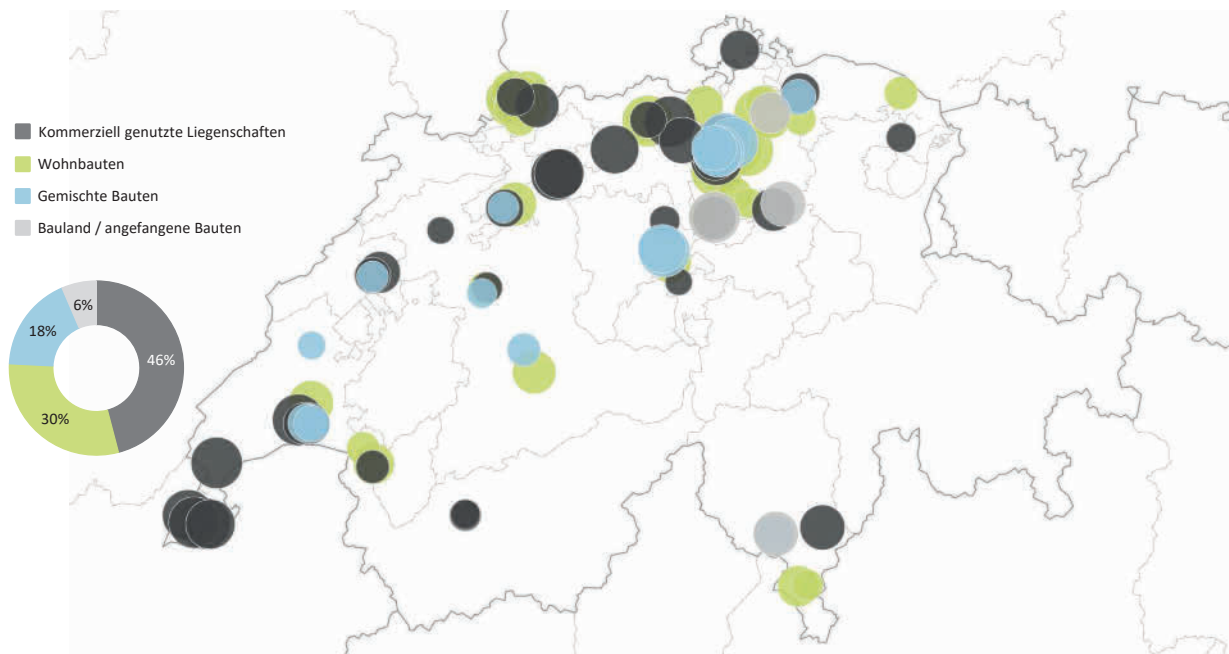 Kommerziell genutzte Liegenschaften
Wohnbauten
Gemischte Bauten
Bauland / angefangene Bauten
6%
18%
46%
30%